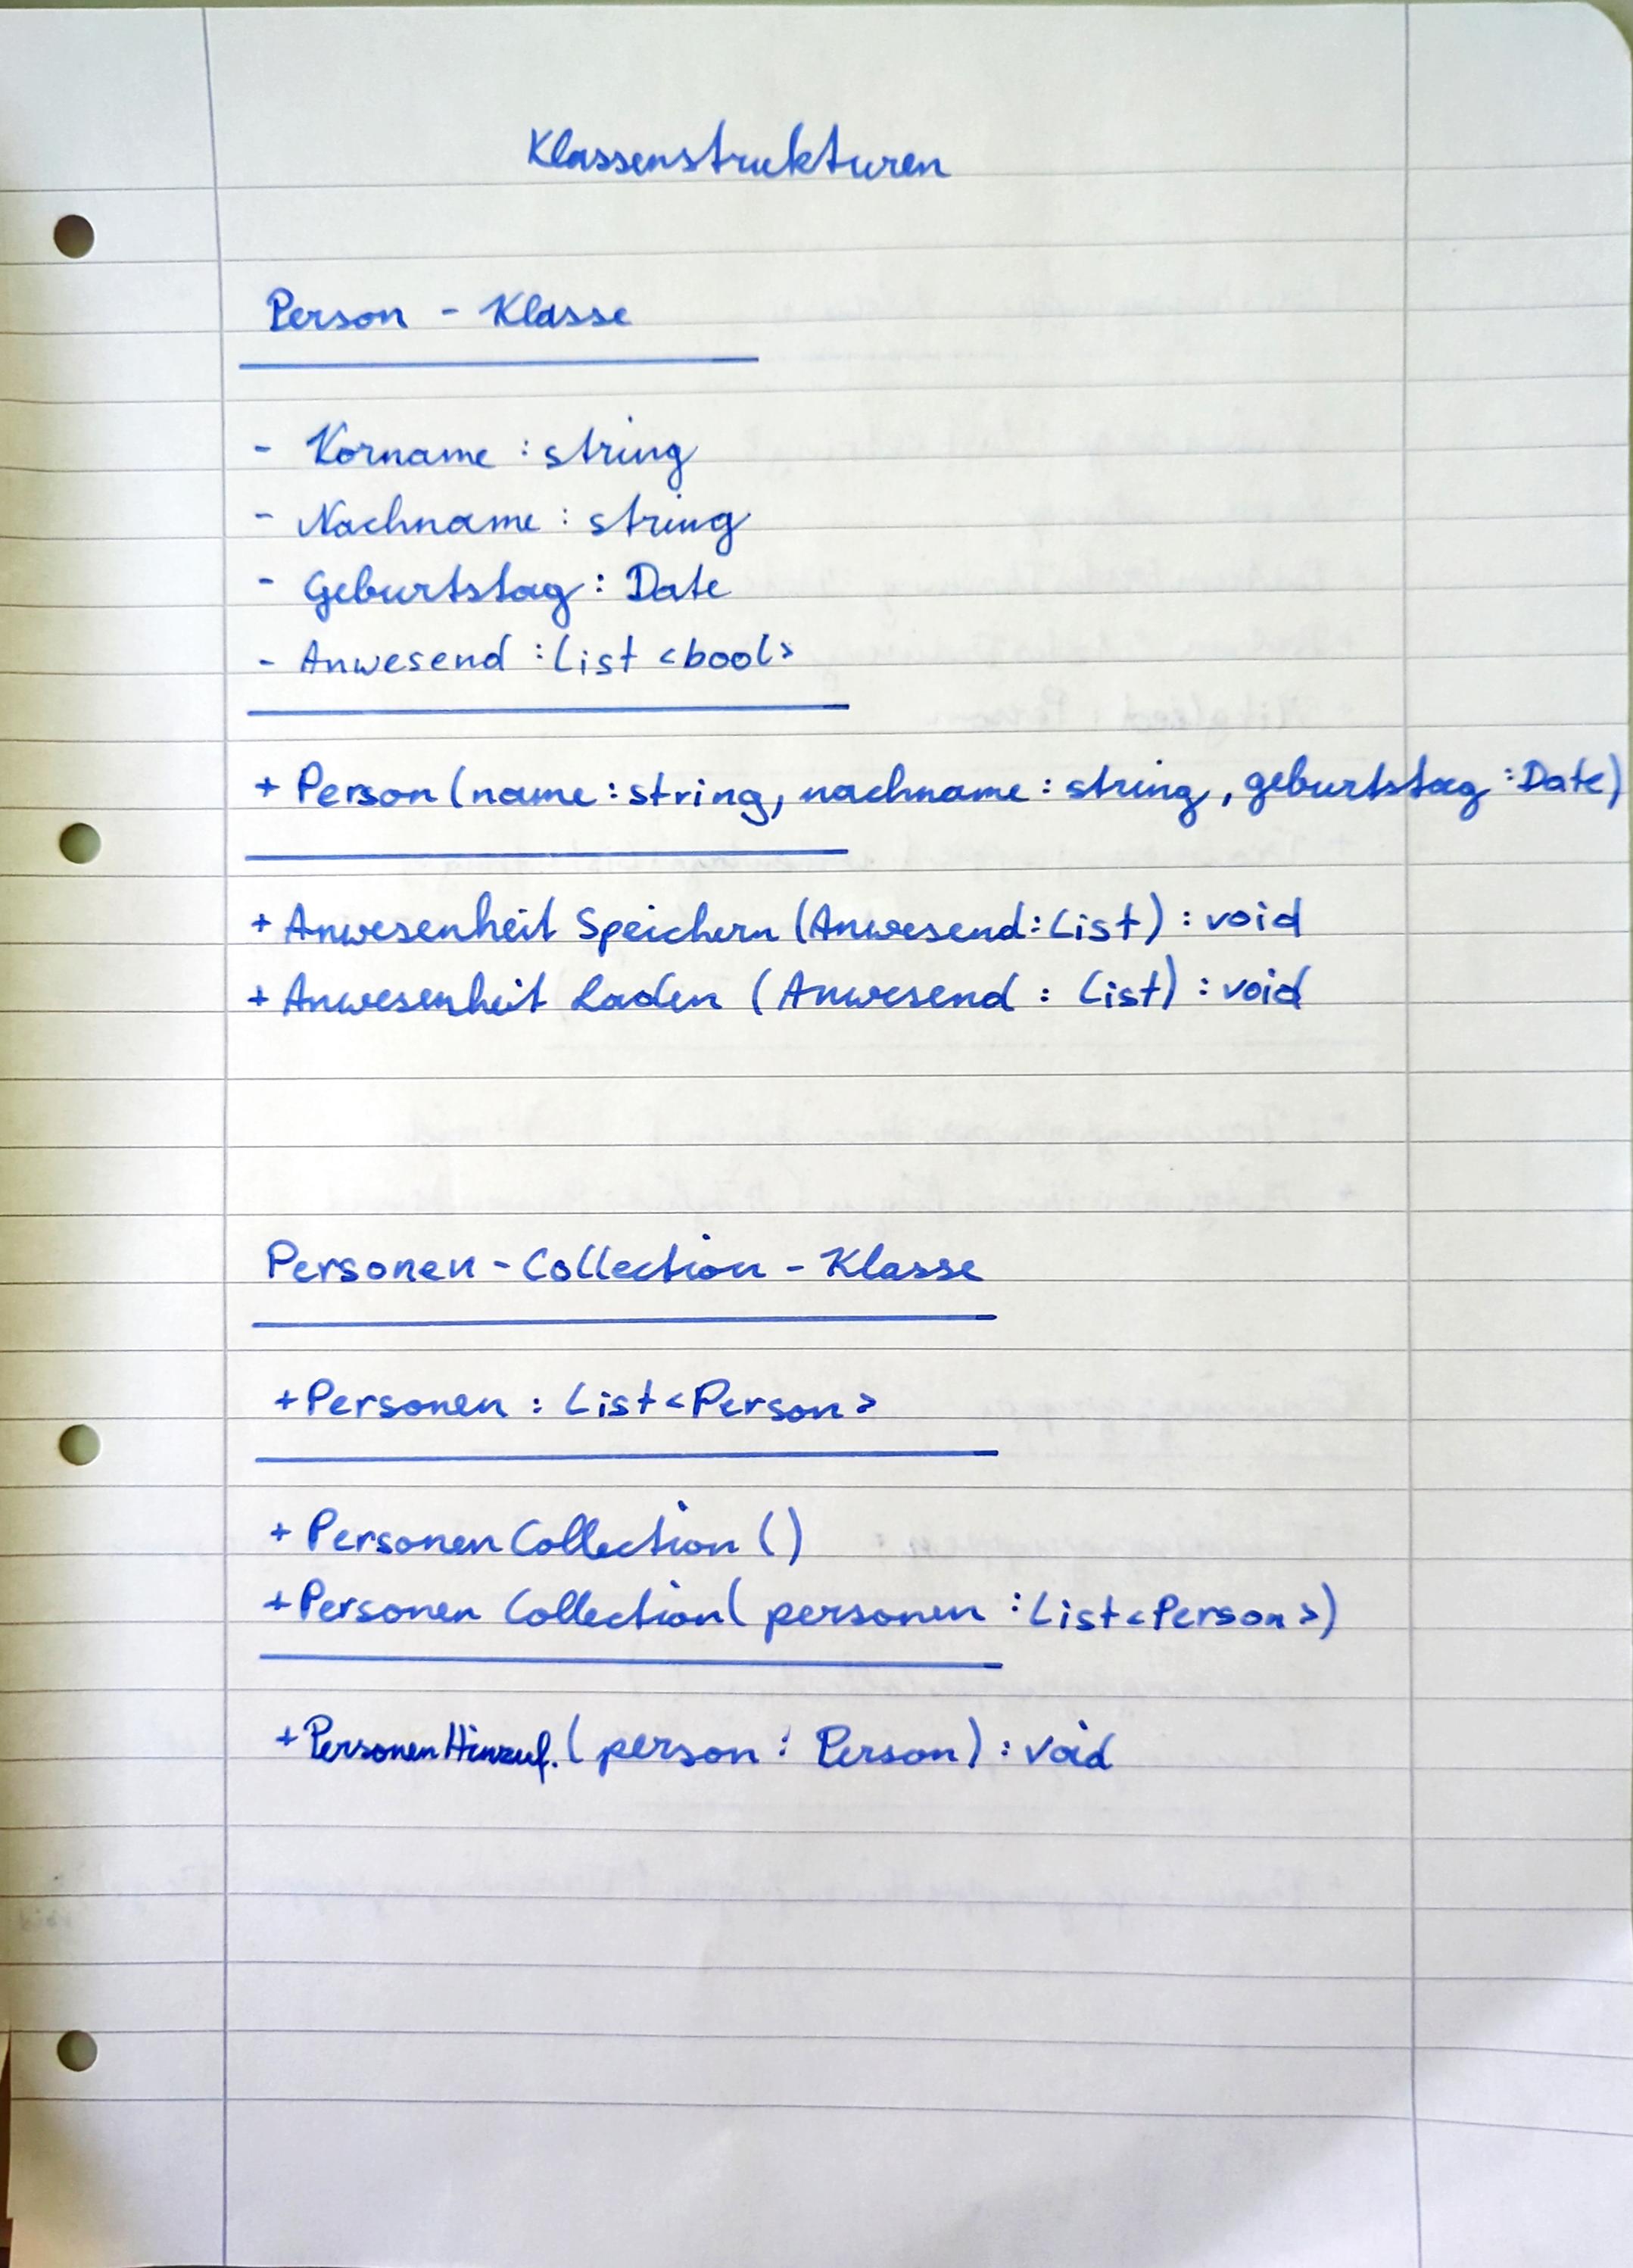 Klassenstrukturen
Person - Klasse
- Vorname : string
- Nachname : string
- Geburtstag : Date
- Anwesend : List <bool>
+ Person (name : string, nachname : string, geburtstag : Date)
+ Anwesenheit Speichern (Anwesend : List) : void
+ Anwesenheit Laden (Anwesend : List) : void
Personen - Collection - Klasse
+ Personen : List <Person>
+ Personen Collection ()
+ Personen Collection ( personen : List <Person>)
+ Personen Hinzuf. ( person : Person) : void